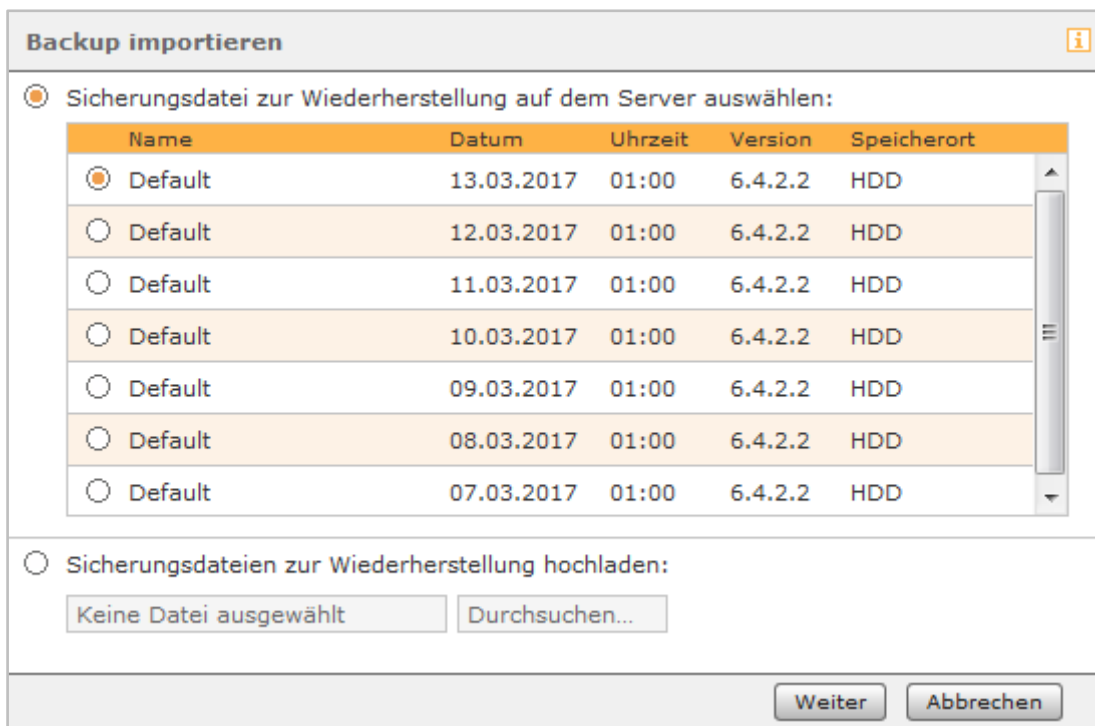 Backup importieren
Sicherungsdatei zur Wiederherstellung auf dem Server auswählen:
Name Datum Uhrzeit Version Speicherort
Default 13.03.2017 01:00 6.4.2.2 HDD
Default 12.03.2017 01:00 6.4.2.2 HDD
Default 11.03.2017 01:00 6.4.2.2 HDD
Default 10.03.2017 01:00 6.4.2.2 HDD
Default 09.03.2017 01:00 6.4.2.2 HDD
Default 08.03.2017 01:00 6.4.2.2 HDD
Default 07.03.2017 01:00 6.4.2.2 HDD
Sicherungsdateien zur Wiederherstellung hochladen:
Keine Datei ausgewählt Durchsuchen...
Weiter Abbrechen